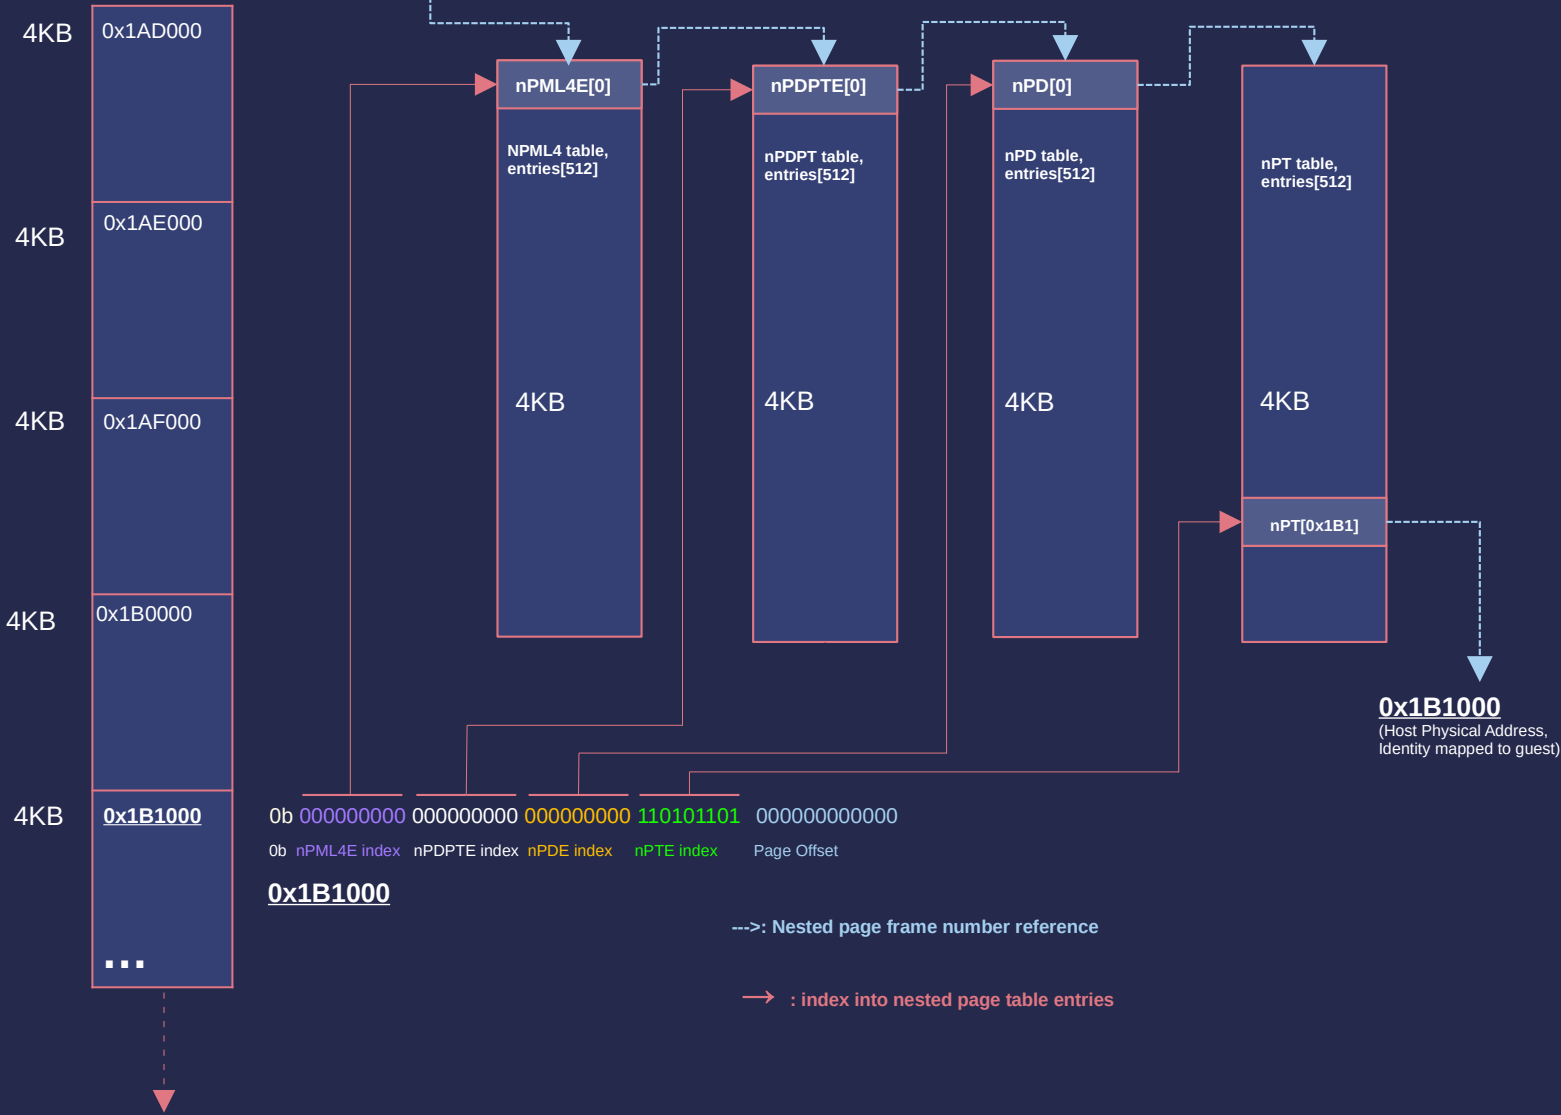 4KB
0x1AD000
4KB
0x1AE000
4KB
0x1AF000
4KB
0x1B0000
4KB
0x1B1000
...
nPML4E[0]
NPML4 table,
entries[512]
4KB
nPDPTE[0]
nPDPT table,
entries[512]
4KB
nPD[0]
nPD table,
entries[512]
4KB
nPT table,
entries[512]
4KB
nPT[0x1B1]
0x1B1000
(Host Physical Address,
Identity mapped to guest)
0b 000000000 000000000 000000000 110101101 000000000000
0b nPML4E index nPDPTE index nPDE index nPTE index Page Offset
0x1B1000
--->: Nested page frame number reference
→ : index into nested page table entries